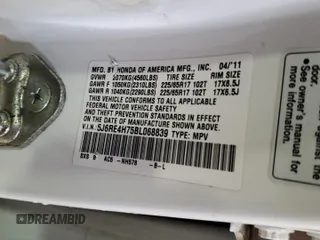 MFD. BY HONDA OF AMERICA MFG., INC. 04/'11
GVWR 2070KG(4560LBS) TIRE SIZE RIM SIZE
GAWR F 1050KG(2310LBS) 225/65R17 102T 17X6.5J
GAWR R 1040KG(2290LBS) 225/65R17 102T 17X6.5J
THIS VEHICLE CONFORMS TO ALL APPLICABLE
FEDERAL MOTOR VEHICLE SAFETY
AND THEFT PREVENTION STANDARDS IN EFFECT
ON THE DATE OF MANUFACTURE SHOWN ABOVE.
V.I.N. 5J6RE4H75BL068839 TYPE: MPV
NH578
-B-L
See owner's
manual
DREAMBID